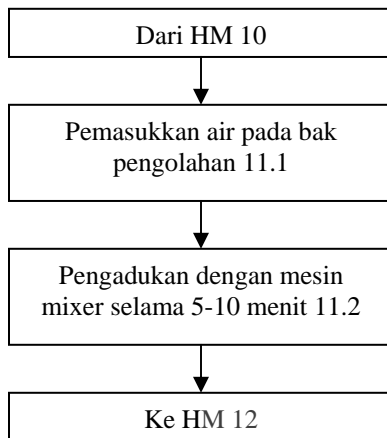 Dari HM 10
Pemasukkan air pada bak
pengolahan 11.1
Pengadukan dengan mesin
mixer selama 5-10 menit 11.2
Ke HM 12